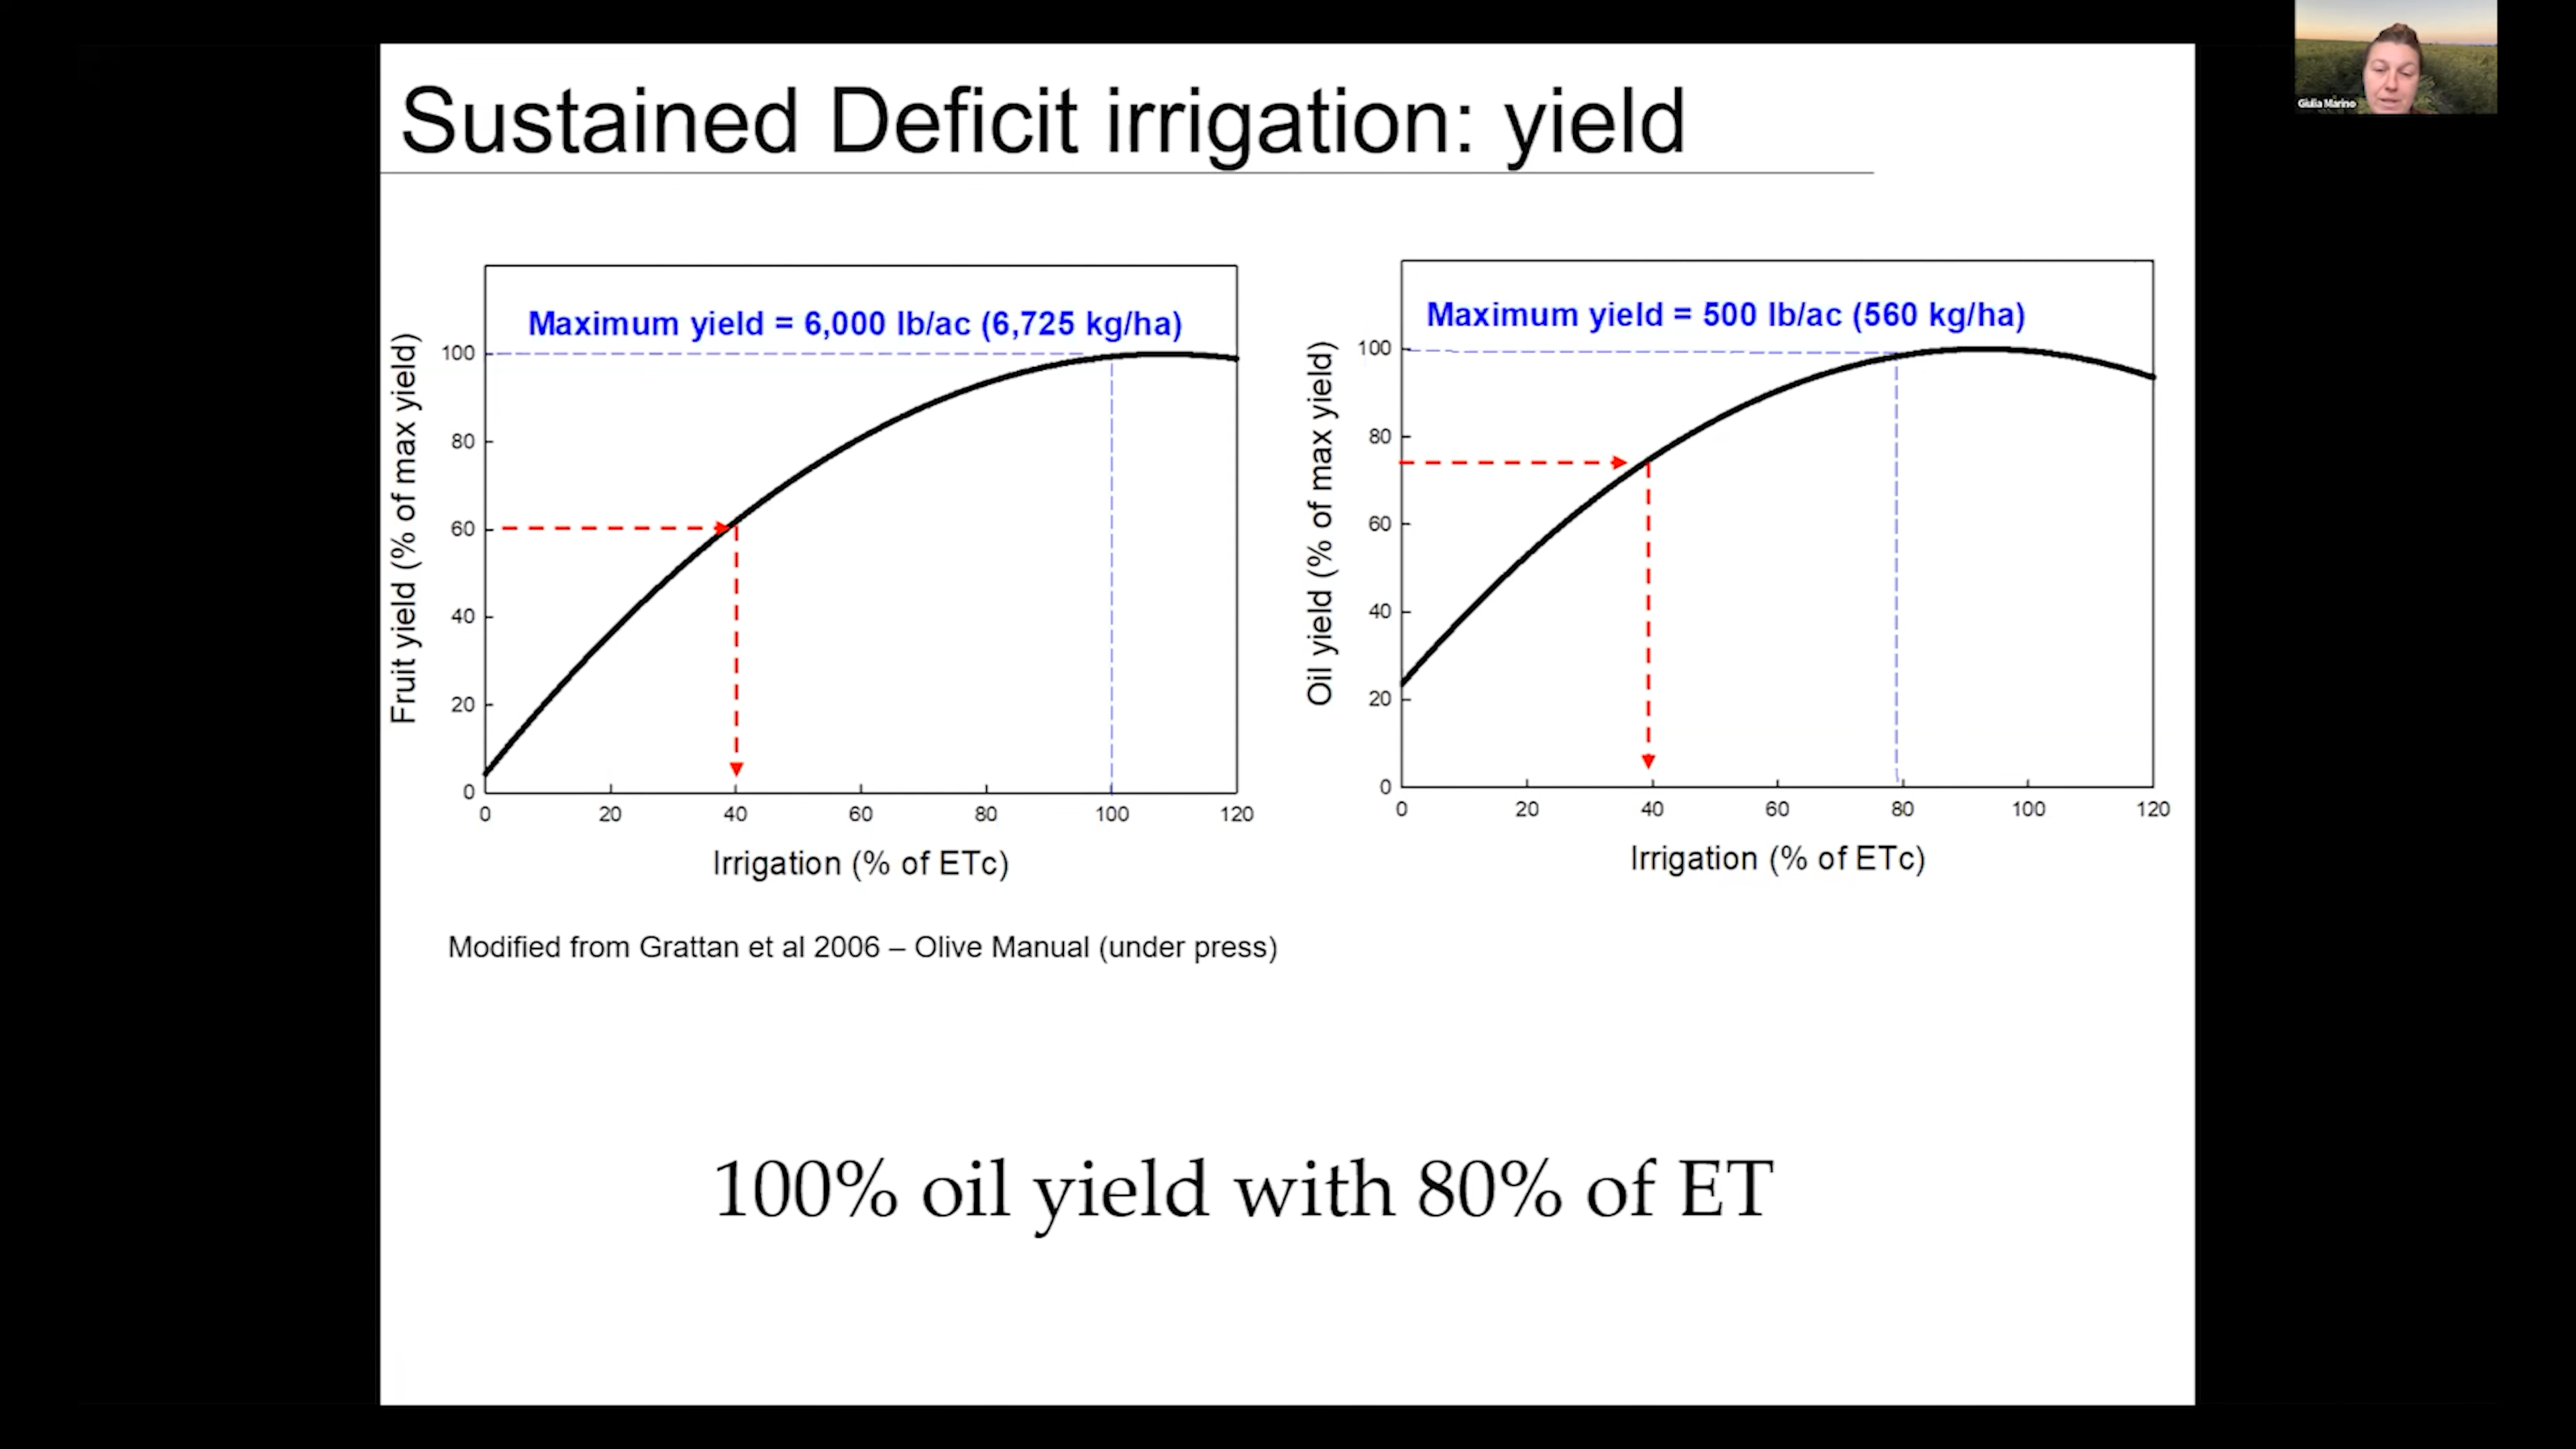 Giulia Marino
Sustained Deficit irrigation: yield
Maximum yield = 6,000 lb/ac (6,725 kg/ha)
Fruit yield (% of max yield)
100
80
60
40
20
0
0 20 40 60 80 100 120
Irrigation (% of ETc)
Maximum yield = 500 lb/ac (560 kg/ha)
Oil yield (% of max yield)
100
80
60
40
20
0
0 20 40 60 80 100 120
Irrigation (% of ETc)
Modified from Grattan et al 2006 – Olive Manual (under press)
100% oil yield with 80% of ET